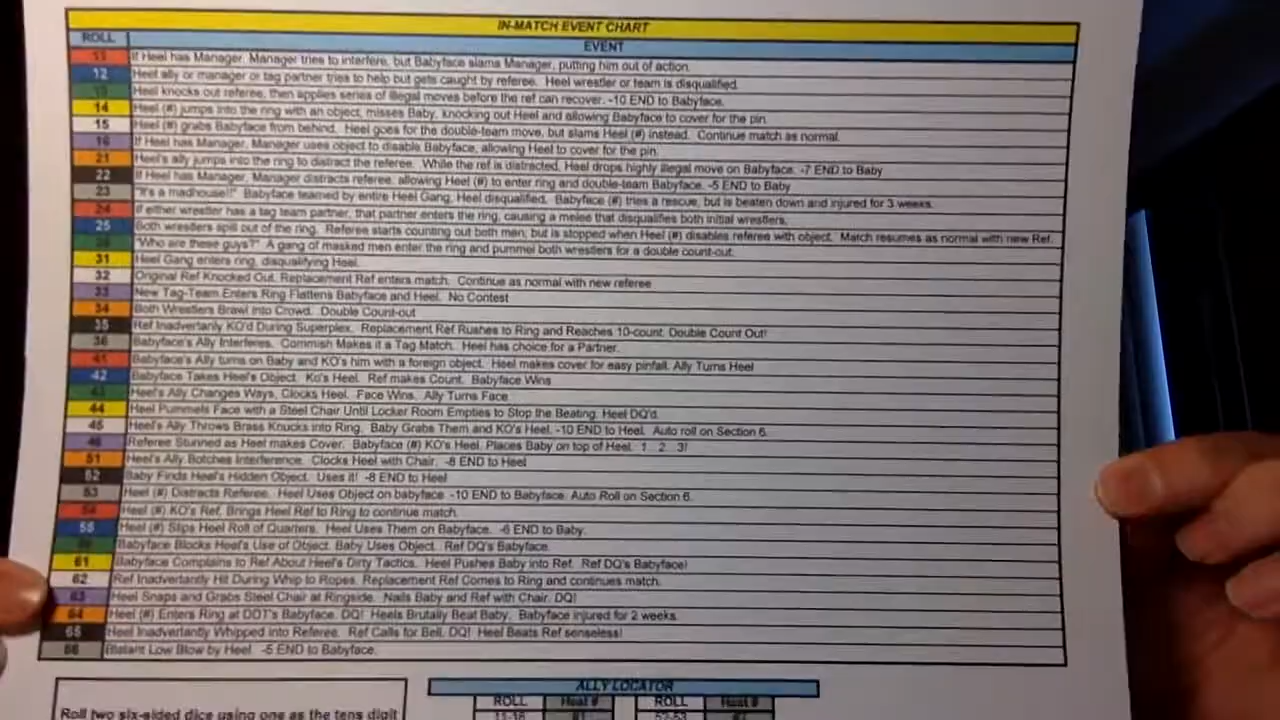 IN-MATCH EVENT CHART
ROLL EVENT
11 If Heel has Manager, Manager tries to interfere, but Babyface slams Manager, putting him out of action.
12 Heel ally or manager or tag partner tries to help but gets caught by referee. Heel wrestler or team is disqualified.
13 Heel knocks out referee, then applies series of illegal moves before the ref can recover. -10 END to Babyface.
14 Heel (#) jumps into the ring with an object, misses Baby, knocking out Heel and allowing Babyface to cover for the pin.
15 Heel (#) grabs Babyface from behind. Heel goes for the double-team move, but slams Heel (#) instead. Continue match as normal.
16 If Heel has Manager, Manager uses object to disable Babyface, allowing Heel to cover for the pin.
21 Heel's ally jumps into the ring to distract the referee. While the ref is distracted, Heel drops highly illegal move on Babyface. -7 END to Baby
22 If Heel has Manager, Manager distracts referee, allowing Heel (#) to enter ring and double-team Babyface. -5 END to Baby
23 "It's a madhouse!!" Babyface teamed by entire Heel Gang, Heel disqualified. Babyface (#) tries a rescue, but is beaten down and injured for 3 weeks.
24 If either wrestler has a tag team partner, that partner enters the ring, causing a melee that disqualifies both initial wrestlers.
25 Both wrestlers spill out of the ring. Referee starts counting out both men, but is stopped when Heel (#) disables referee with object. Match resumes as normal with new Ref.
26 "Who are these guys?" A gang of masked men enter the ring and pummel both wrestlers for a double count-out.
31 Heel Gang enters ring, disqualifying Heel.
32 Original Ref Knocked Out. Replacement Ref enters match. Continue as normal with new referee
33 New Tag-Team Enters Ring Flattens Babyface and Heel. No Contest
34 Both Wrestlers Brawl into Crowd. Double Count-out
35 Ref Inadvertanly KO'd During Superplex. Replacement Ref Rushes to Ring and Reaches 10-count. Double Count Out!
36 Babyface's Ally Interferes. Commish Makes it a Tag Match. Heel has choice for a Partner.
41 Babyface's Ally turns on Baby and KO's him with a foreign object. Heel makes cover for easy pinfall. Ally Turns Heel
42 Babyface Takes Heel's Object. Ko's Heel. Ref makes Count. Babyface Wins
43 Heel's Ally Changes Ways, Clocks Heel. Face Wins. Ally Turns Face
44 Heel Pummels Face with a Steel Chair Until Locker Room Empties to Stop the Beating. Heel DQ'd.
45 Heel's Ally Throws Brass Knucks into Ring. Baby Grabs Them and KO's Heel. -10 END to Heel. Auto roll on Section 6.
46 Referee Stunned as Heel makes Cover. Babyface (#) KO's Heel. Places Baby on top of Heel. 1 2 3!
51 Heel's Ally Botches Interference. Clocks Heel with Chair. -8 END to Heel
52 Baby Finds Heel's Hidden Object. Uses it! -8 END to Heel
53 Heel (#) Distracts Referee. Heel Uses Object on babyface. -10 END to Babyface. Auto Roll on Section 6.
54 Heel (#) KO's Ref, Brings Heel Ref to Ring to continue match.
55 Heel (#) Slips Heel Roll of Quarters. Heel Uses Them on Babyface. -6 END to Baby.
56 Babyface Blocks Heel's Use of Object. Baby Uses Object. Ref DQ's Babyface
61 Babyface Complains to Ref About Heel's Dirty Tactics. Heel Pushes Baby into Ref. Ref DQ's Babyface!
62 Ref Inadvertantly Hit During Whip to Ropes. Replacement Ref Comes to Ring and continues match.
63 Heel Snaps and Grabs Steel Chair at Ringside. Nails Baby and Ref with Chair. DQ!
64 Heel (#) Enters Ring at DDT's Babyface. DQ! Heels Brutally Beat Baby. Babyface injured for 2 weeks.
65 Heel Inadvertantly Whipped into Referee. Ref Calls for Bell, DQ! Heel Beats Ref senseless!
66 Blatant Low Blow by Heel. -5 END to Babyface.
ALLY LOCATOR
ROLL Heat # ROLL Heat #
Roll two six-sided dice using one as the tens digit
11-16 #1 52-53